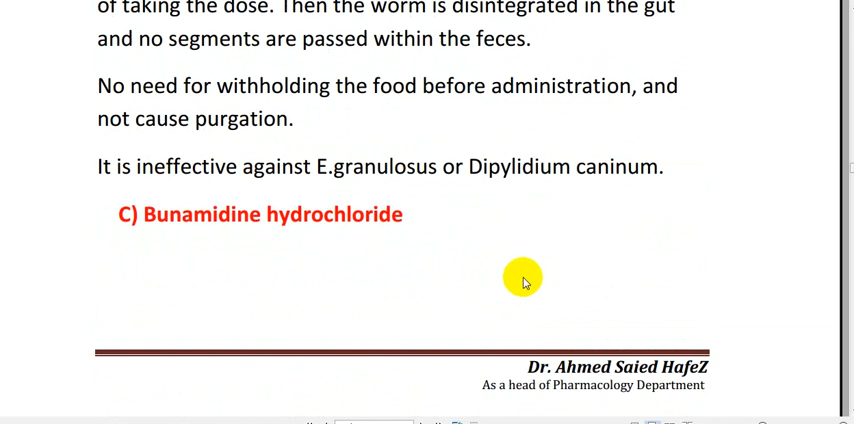 of taking the dose. Then the worm is disintegrated in the gut
and no segments are passed within the feces.
No need for withholding the food before administration, and
not cause purgation.
It is ineffective against E.granulosus or Dipylidium caninum.
C) Bunamidine hydrochloride
Dr. Ahmed Saied HafeZ
As a head of Pharmacology Department